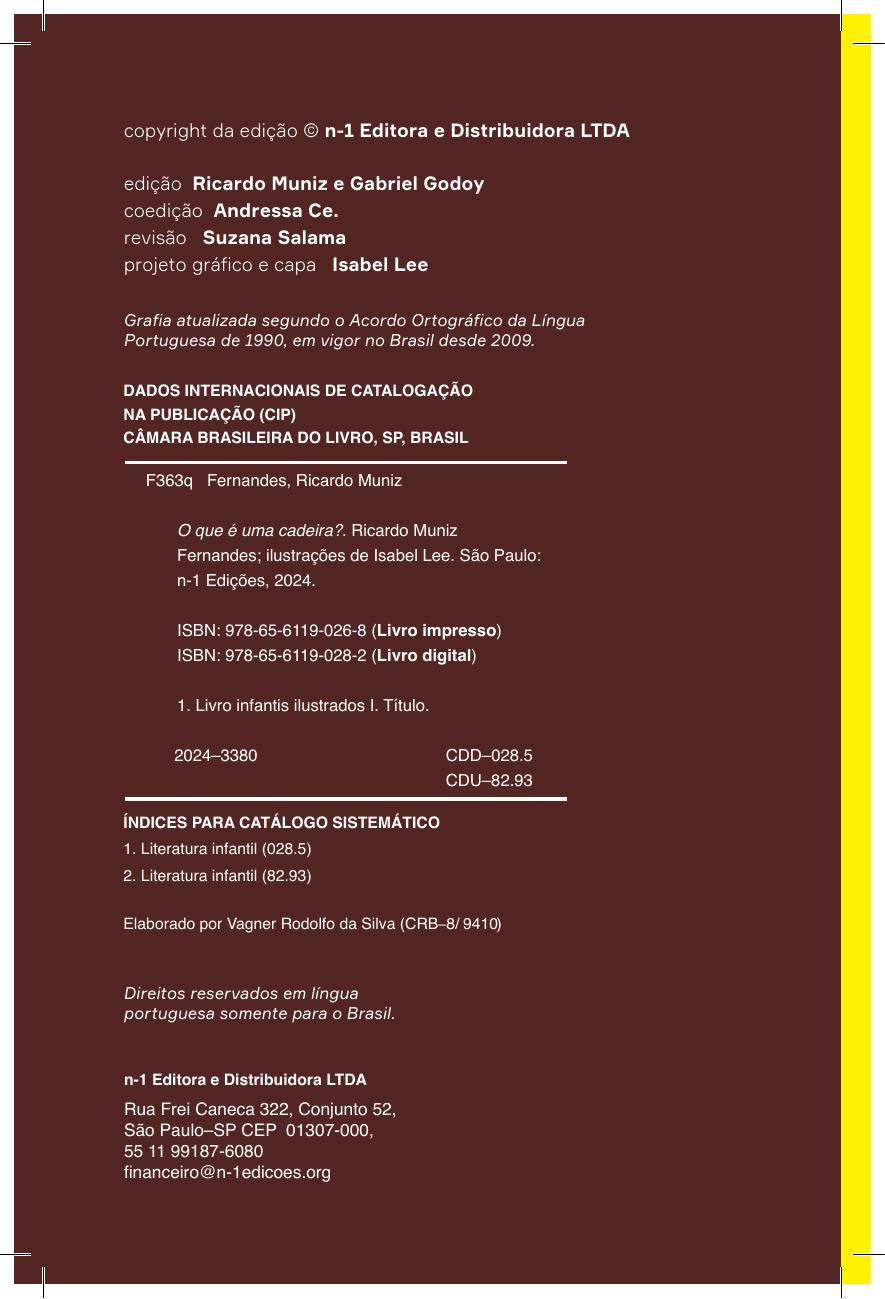 copyright da edição © n-1 Editora e Distribuidora LTDA
edição Ricardo Muniz e Gabriel Godoy
coedição Andressa Ce.
revisão Suzana Salama
projeto gráfico e capa Isabel Lee
Grafia atualizada segundo o Acordo Ortográfico da Língua
Portuguesa de 1990, em vigor no Brasil desde 2009.
DADOS INTERNACIONAIS DE CATALOGAÇÃO
NA PUBLICAÇÃO (CIP)
CÂMARA BRASILEIRA DO LIVRO, SP, BRASIL
F363q Fernandes, Ricardo Muniz
O que é uma cadeira?. Ricardo Muniz
Fernandes; ilustrações de Isabel Lee. São Paulo:
n-1 Edições, 2024.
ISBN: 978-65-6119-026-8 (Livro impresso)
ISBN: 978-65-6119-028-2 (Livro digital)
1. Livro infantis ilustrados I. Título.
2024–3380 CDD–028.5
CDU–82.93
ÍNDICES PARA CATÁLOGO SISTEMÁTICO
1. Literatura infantil (028.5)
2. Literatura infantil (82.93)
Elaborado por Vagner Rodolfo da Silva (CRB–8/ 9410)
Direitos reservados em língua
portuguesa somente para o Brasil.
n-1 Editora e Distribuidora LTDA
Rua Frei Caneca 322, Conjunto 52,
São Paulo–SP CEP 01307-000,
55 11 99187-6080
financeiro@n-1edicoes.org